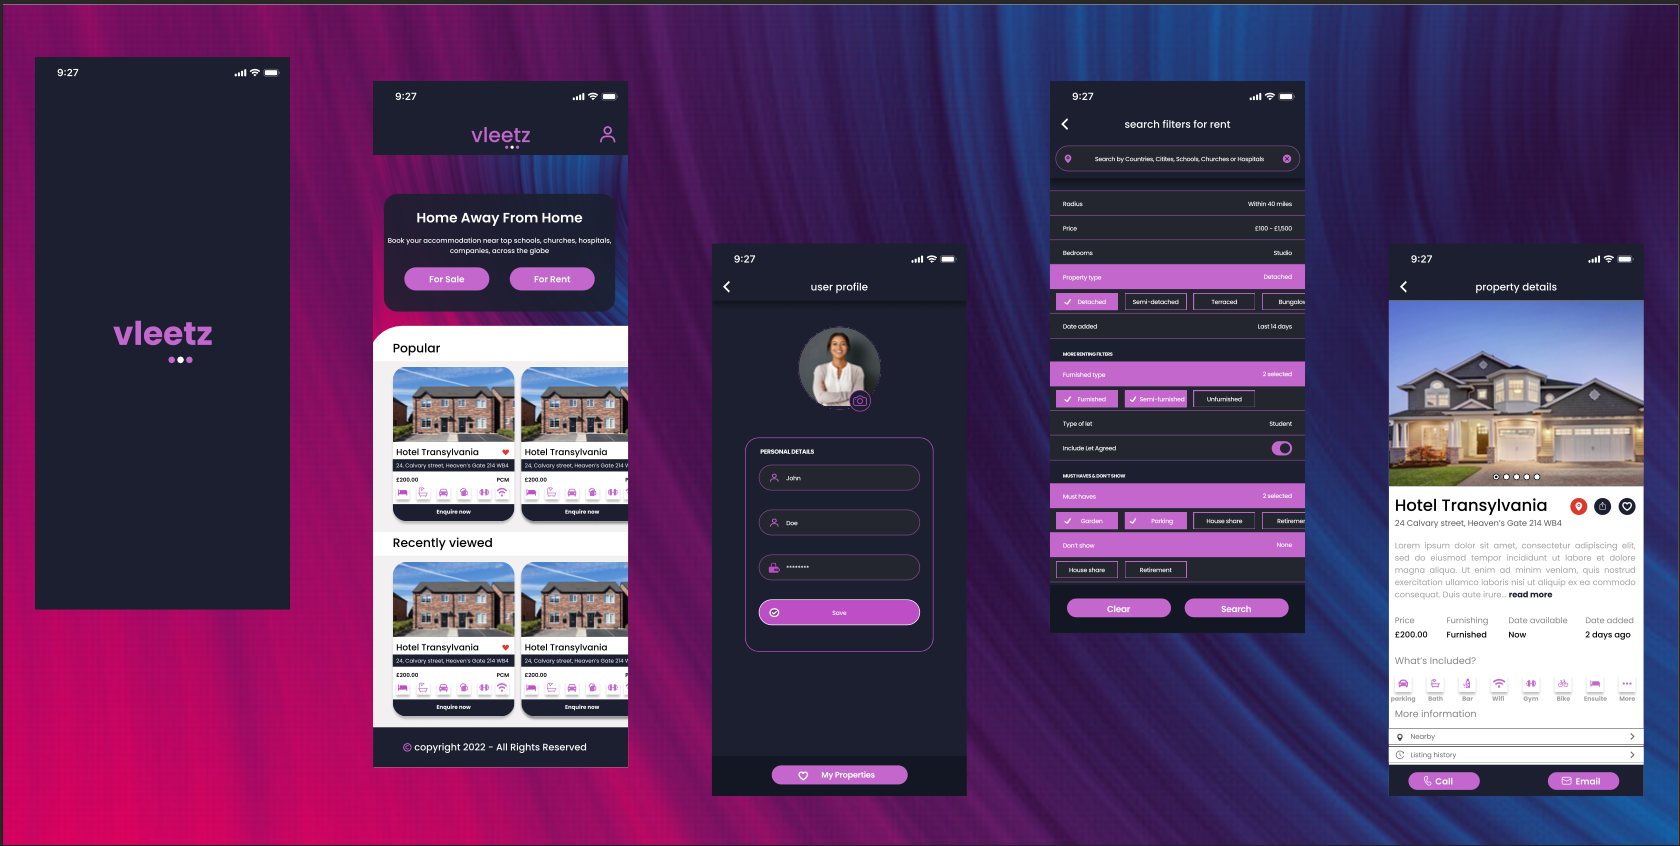 9:27
vleetz
9:27
vleetz
Home Away From Home
Book your accommodation near top schools, churches, hospitals,
companies, across the globe
For Sale
For Rent
Popular
Hotel Transylvania
24, Calvary street, Heaven's Gate 214 WB4
£200.00 PCM
Enquire now
Hotel Transylvania
24, Calvary street, Heaven's Gate 214 W
£200.00
Enquire now
Recently viewed
Hotel Transylvania
24, Calvary street, Heaven's Gate 214 WB4
£200.00 PCM
Enquire now
Hotel Transylvania
24, Calvary street, Heaven's Gate 214 W
£200.00
Enquire now
© copyright 2022 - All Rights Reserved
9:27
user profile
PERSONAL DETAILS
John
Doe
********
Save
My Properties
9:27
search filters for rent
Search by Countries, Citites, Schools, Churches or Hospitals
Radius Within 40 miles
Price £100 - £1,500
Bedrooms Studio
Property type Detached
Detached Semi-detached Terraced Bungalov
Date added Last 14 days
MORE RENTING FILTERS
Furnished type 2 selected
Furnished Semi-furnished Unfurnished
Type of let Student
Include Let Agreed
MUST HAVES & DON'T SHOW
Must haves 2 selected
Garden Parking House share Retiremer
Don't show None
House share Retirement
Clear Search
9:27
property details
Hotel Transylvania
24 Calvary street, Heaven's Gate 214 WB4
Lorem ipsum dolor sit amet, consectetur adipiscing elit,
sed do eiusmod tempor incididunt ut labore et dolore
magna aliqua. Ut enim ad minim veniam, quis nostrud
exercitation ullamco laboris nisi ut aliquip ex ea commodo
consequat. Duis aute irure... read more
Price Furnishing Date available Date added
£200.00 Furnished Now 2 days ago
What's Included?
parking Bath Bar Wifi Gym Bike Ensuite More
More information
Nearby
Listing history
Call Email